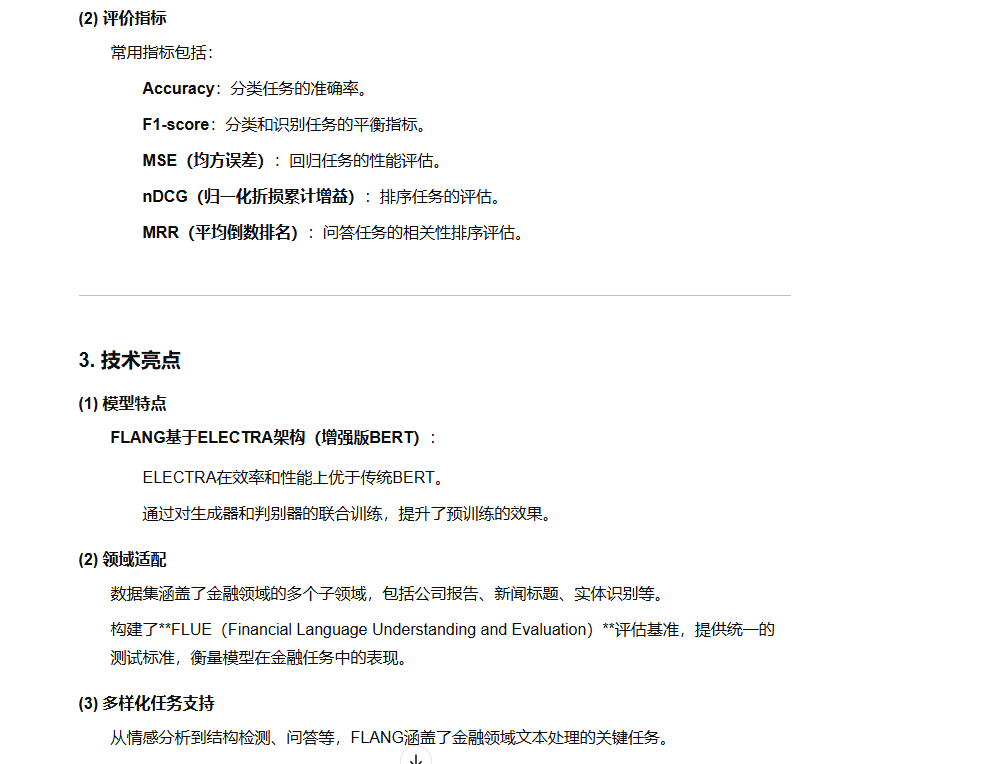 (2) 评价指标
常用指标包括：
Accuracy：分类任务的准确率。
F1-score：分类和识别任务的平衡指标。
MSE（均方误差）：回归任务的性能评估。
nDCG（归一化折损累计增益）：排序任务的评估。
MRR（平均倒数排名）：问答任务的相关性排序评估。
3. 技术亮点
(1) 模型特点
FLANG基于ELECTRA架构（增强版BERT）：
ELECTRA在效率和性能上优于传统BERT。
通过对生成器和判别器的联合训练，提升了预训练的效果。
(2) 领域适配
数据集涵盖了金融领域的多个子领域，包括公司报告、新闻标题、实体识别等。
构建了**FLUE（Financial Language Understanding and Evaluation）**评估基准，提供统一的
测试标准，衡量模型在金融任务中的表现。
(3) 多样化任务支持
从情感分析到结构检测、问答等，FLANG涵盖了金融领域文本处理的关键任务。